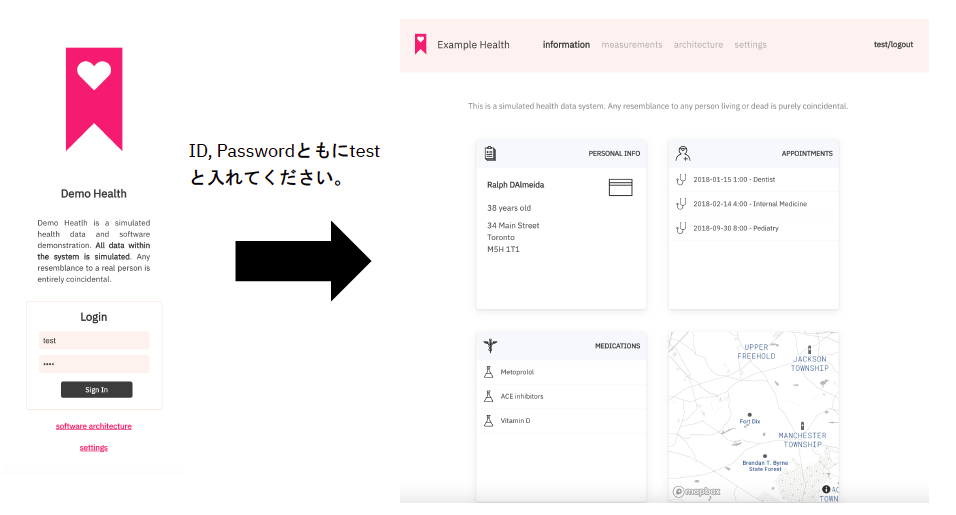 Demo Health
Demo Heatlh is a simulated
health data and software
demonstration. All data within
the system is simulated. Any
resemblance to a real person is
entirely coincidental.
Login
test
••••
Sign In
software architecture
settings
ID, Passwordともにtest
と入れてください。
Example Health
information measurements architecture settings
test/logout
This is a simulated health data system. Any resemblance to any person living or dead is purely coincidental.
PERSONAL INFO
Ralph DAlmeida
38 years old
34 Main Street
Toronto
M5H 1T1
APPOINTMENTS
2018-01-15 1:00 - Dentist
2018-02-14 4:00 - Internal Medicine
2018-09-30 8:00 - Pediatry
MEDICATIONS
Metoprolol
ACE inhibitors
Vitamin D
UPPER
FREEHOLD
JACKSON
TOWNSHIP
Fort Dix
MANCHESTER
TOWNSHIP
Brendan T. Byrne
State Forest
mapbox
TOWN